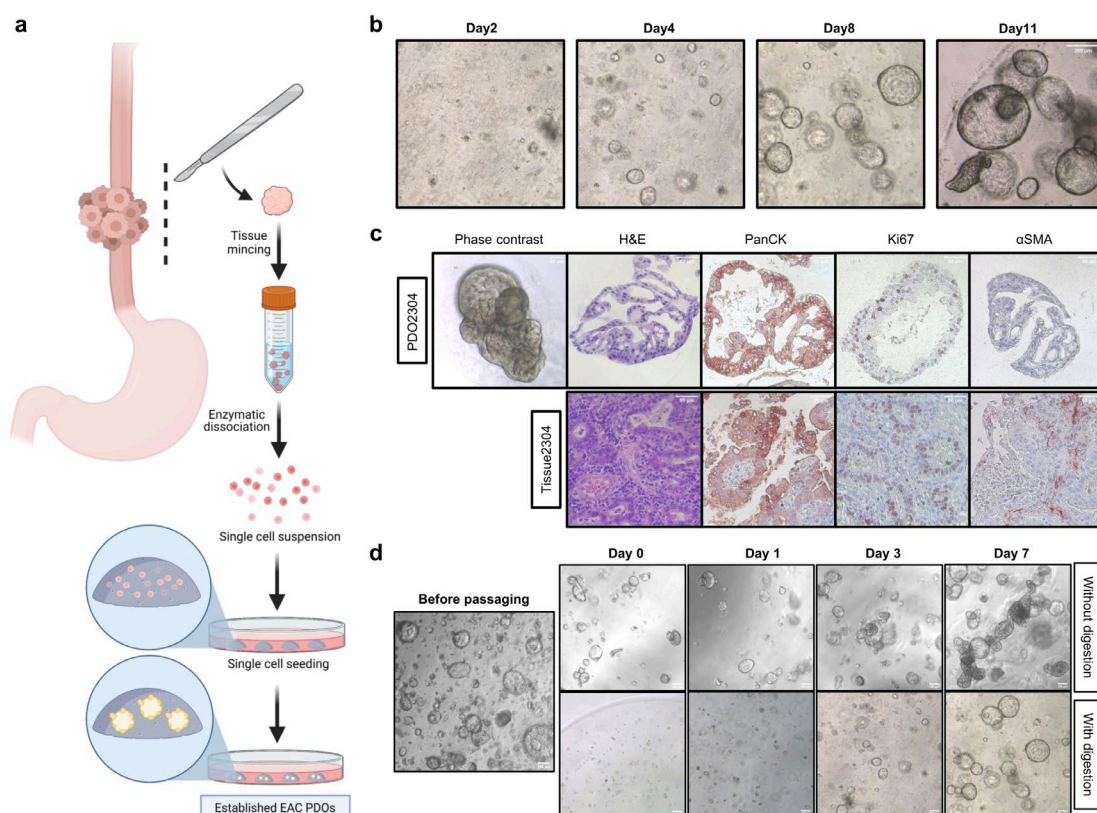 a
Tissue
mincing
Enzymatic
dissociation
Single cell suspension
Single cell seeding
Established EAC PDOs
b
Day2
Day4
Day8
Day11
200 µm
c
Phase contrast
H&E
PanCK
Ki67
αSMA
PDO2304
Tissue2304
d
Before passaging
Day 0
Day 1
Day 3
Day 7
Without digestion
With digestion